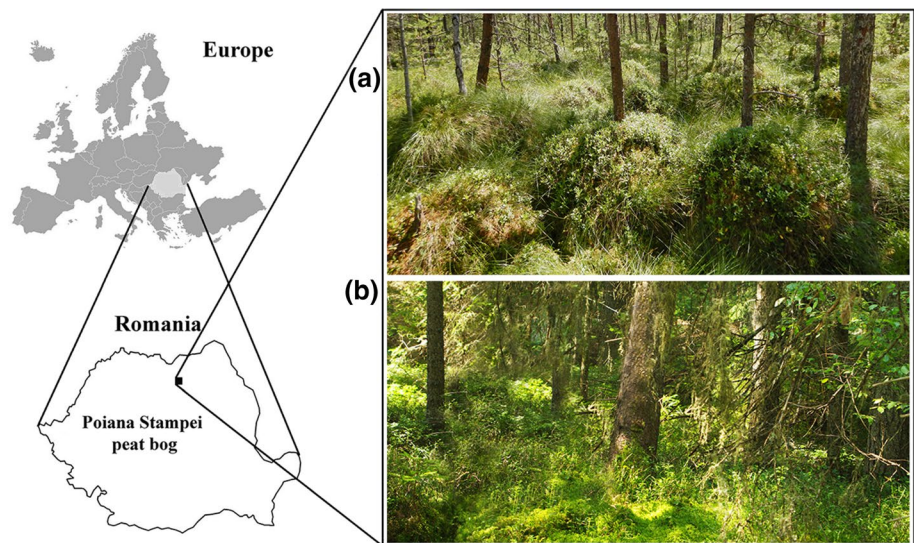 Europe
(a)
(b)
Romania
Poiana Stampei
peat bog